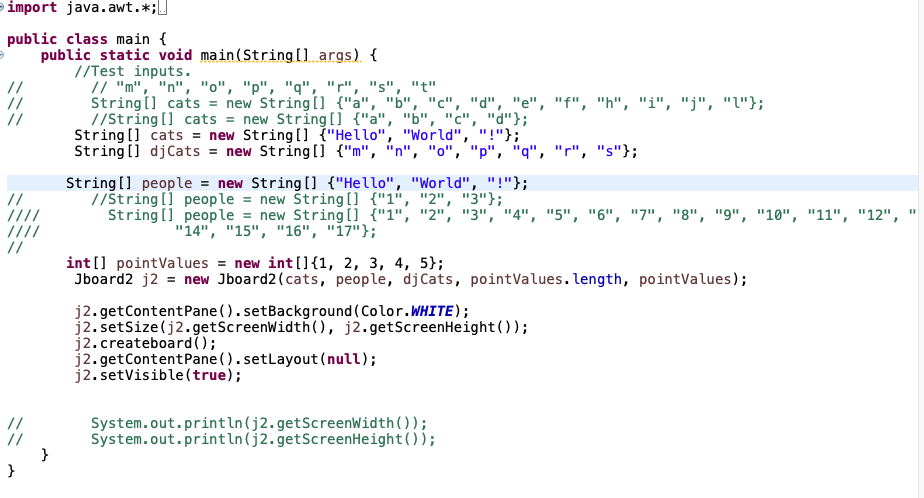 import java.awt.*;
public class main {
public static void main(String[] args) {
//Test inputs.
// // "m", "n", "o", "p", "q", "r", "s", "t"
// String[] cats = new String[] {"a", "b", "c", "d", "e", "f", "h", "i", "j", "l"};
// //String[] cats = new String[] {"a", "b", "c", "d"};
String[] cats = new String[] {"Hello", "World", "!"};
String[] djCats = new String[] {"m", "n", "o", "p", "q", "r", "s"};
String[] people = new String[] {"Hello", "World", "!"};
// //String[] people = new String[] {"1", "2", "3"};
//// String[] people = new String[] {"1", "2", "3", "4", "5", "6", "7", "8", "9", "10", "11", "12", "
//// "14", "15", "16", "17"};
//
int[] pointValues = new int[]{1, 2, 3, 4, 5};
Jboard2 j2 = new Jboard2(cats, people, djCats, pointValues.length, pointValues);
j2.getContentPane().setBackground(Color.WHITE);
j2.setSize(j2.getScreenWidth(), j2.getScreenHeight());
j2.createboard();
j2.getContentPane().setLayout(null);
j2.setVisible(true);
// System.out.println(j2.getScreenWidth());
// System.out.println(j2.getScreenHeight());
}
}